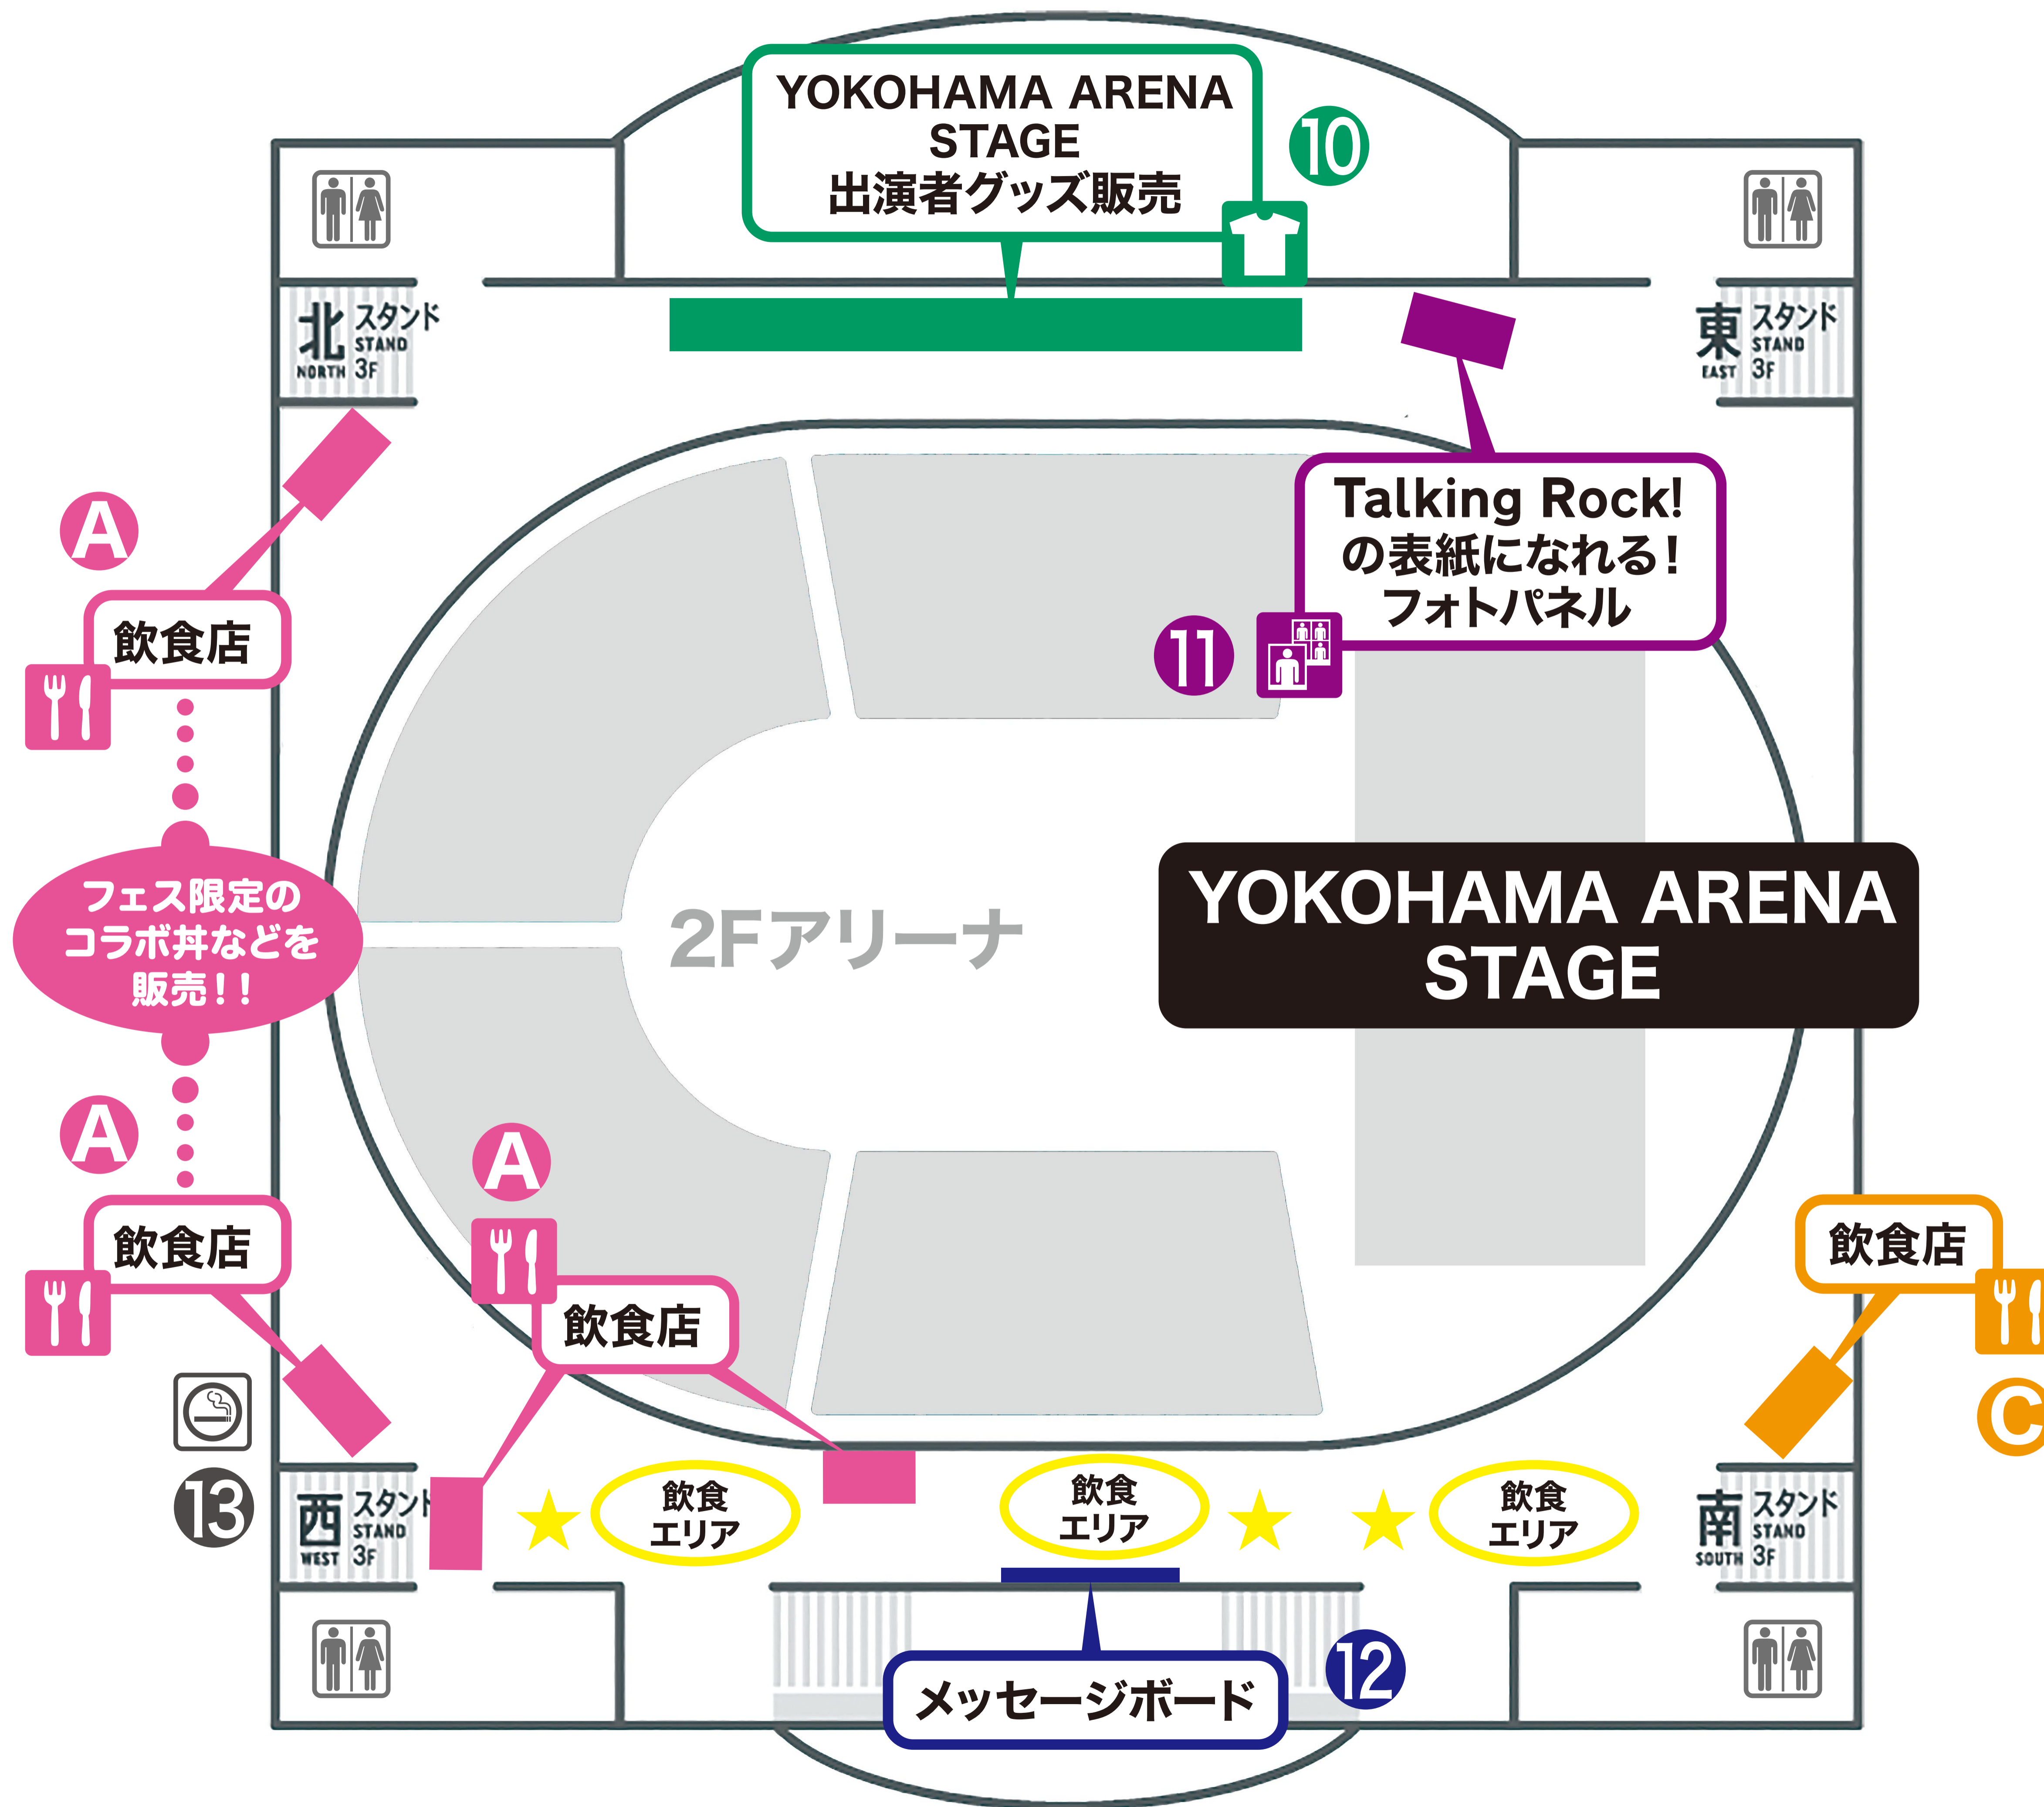 YOKOHAMA ARENA
STAGE
出演者グッズ販売
10
北 スタンド
NORTH STAND
3F
東 スタンド
EAST STAND
3F
A
飲食店
Talking Rock!
の表紙になれる！
フォトパネル
11
フェス限定の
コラボ丼などを
販売！！
2Fアリーナ
YOKOHAMA ARENA
STAGE
A
飲食店
A
飲食店
飲食店
C
13
西 スタンド
WEST STAND
3F
飲食
エリア
飲食
エリア
飲食
エリア
南 スタンド
SOUTH STAND
3F
メッセージボード
12